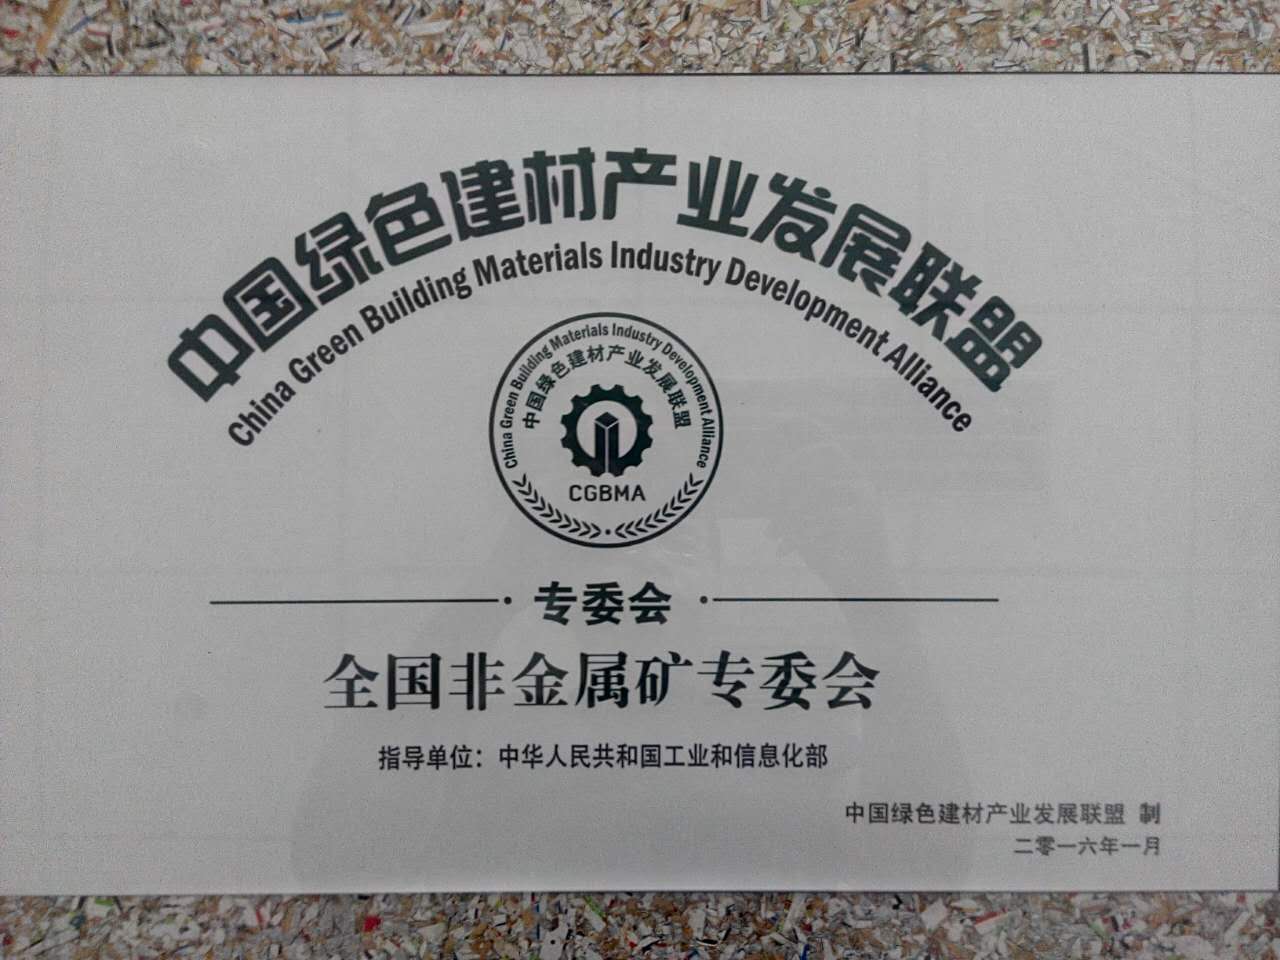 中国绿色建材产业发展联盟
China Green Building Materials Industry Development Alliance
China Green Building Materials Industry Development Alliance
中国绿色建材产业发展联盟
CGBMA
专委会
全国非金属矿专委会
指导单位：中华人民共和国工业和信息化部
中国绿色建材产业发展联盟 制
二零一六年一月